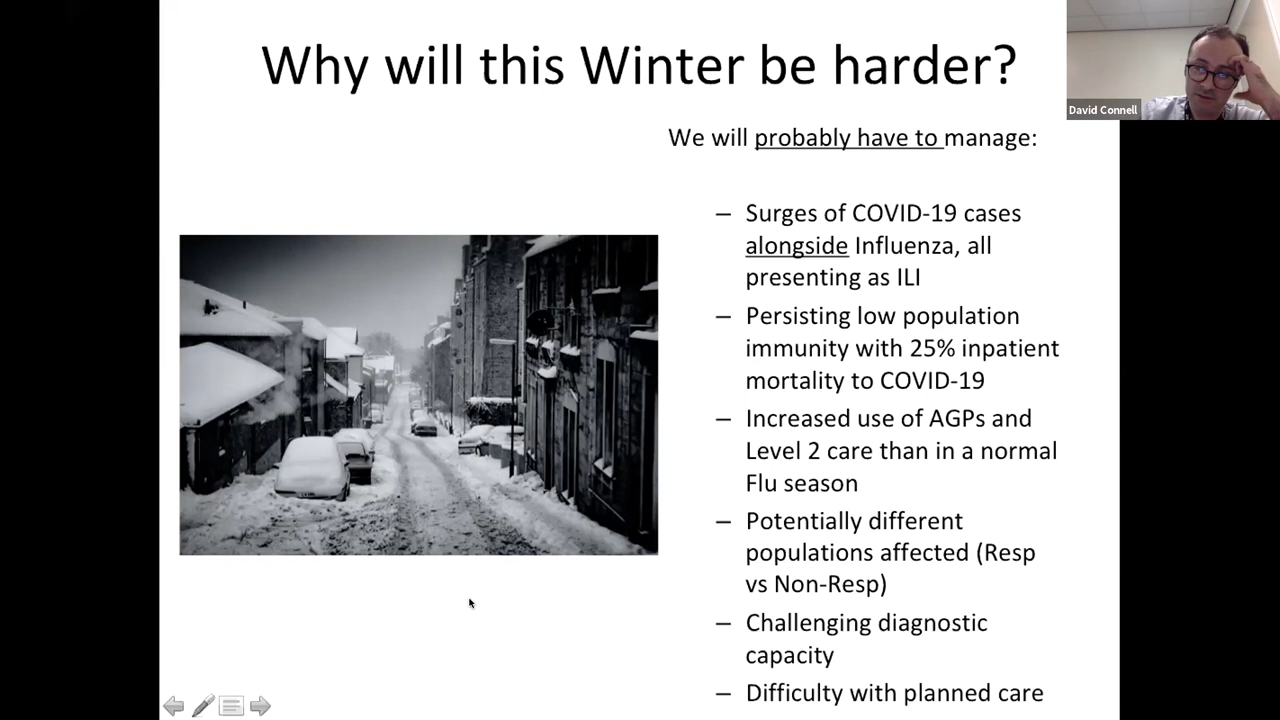 Why will this Winter be harder?
David Connell
We will probably have to manage:
– Surges of COVID-19 cases
alongside Influenza, all
presenting as ILI
– Persisting low population
immunity with 25% inpatient
mortality to COVID-19
– Increased use of AGPs and
Level 2 care than in a normal
Flu season
– Potentially different
populations affected (Resp
vs Non-Resp)
– Challenging diagnostic
capacity
– Difficulty with planned care